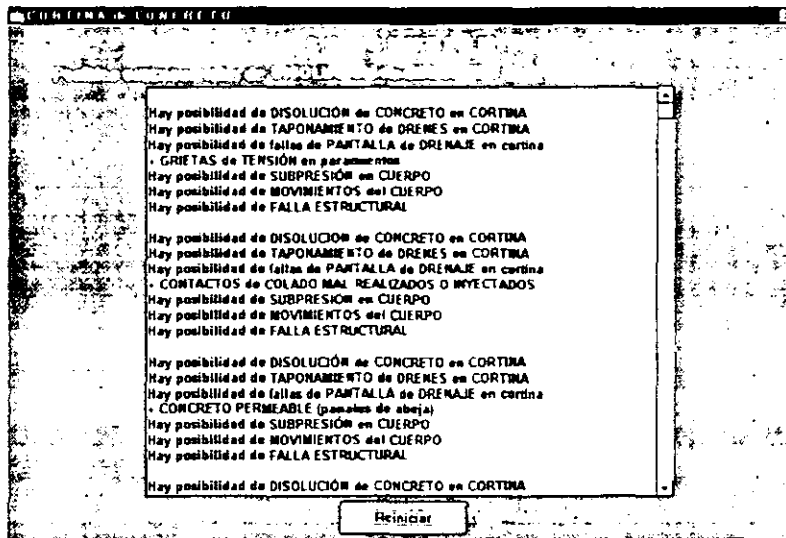 CORTINA de CONCRETO
Hay posibilidad de DISOLUCIÓN de CONCRETO en CORTINA
Hay posibilidad de TAPONAMIENTO de DRENES en CORTINA
Hay posibilidad de fallas de PANTALLA de DRENAJE en cortina
+ GRIETAS de TENSIÓN en paramentos
Hay posibilidad de SUBPRESIÓN en CUERPO
Hay posibilidad de MOVIMIENTOS del CUERPO
Hay posibilidad de FALLA ESTRUCTURAL
Hay posibilidad de DISOLUCIÓN de CONCRETO en CORTINA
Hay posibilidad de TAPONAMIENTO de DRENES en CORTINA
Hay posibilidad de fallas de PANTALLA de DRENAJE en cortina
+ CONTACTOS de COLADO MAL REALIZADOS O INYECTADOS
Hay posibilidad de SUBPRESIÓN en CUERPO
Hay posibilidad de MOVIMIENTOS del CUERPO
Hay posibilidad de FALLA ESTRUCTURAL
Hay posibilidad de DISOLUCIÓN de CONCRETO en CORTINA
Hay posibilidad de TAPONAMIENTO de DRENES en CORTINA
Hay posibilidad de fallas de PANTALLA de DRENAJE en cortina
+ CONCRETO PERMEABLE (panales de abeja)
Hay posibilidad de SUBPRESIÓN en CUERPO
Hay posibilidad de MOVIMIENTOS del CUERPO
Hay posibilidad de FALLA ESTRUCTURAL
Hay posibilidad de DISOLUCIÓN de CONCRETO en CORTINA
Reiniciar